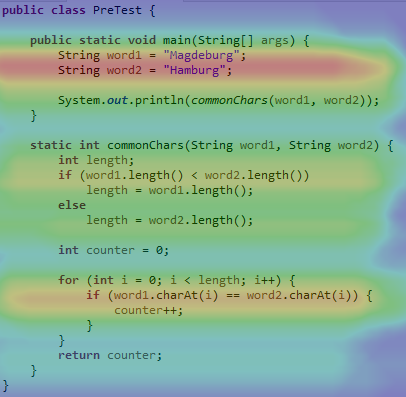 public class PreTest {
    public static void main(String[] args) {
        String word1 = "Magdeburg";
        String word2 = "Hamburg";
        System.out.println(commonChars(word1, word2));
    }
    static int commonChars(String word1, String word2) {
        int length;
        if (word1.length() < word2.length())
            length = word1.length();
        else
            length = word2.length();
        int counter = 0;
        for (int i = 0; i < length; i++) {
            if (word1.charAt(i) == word2.charAt(i)) {
                counter++;
            }
        }
        return counter;
    }
}